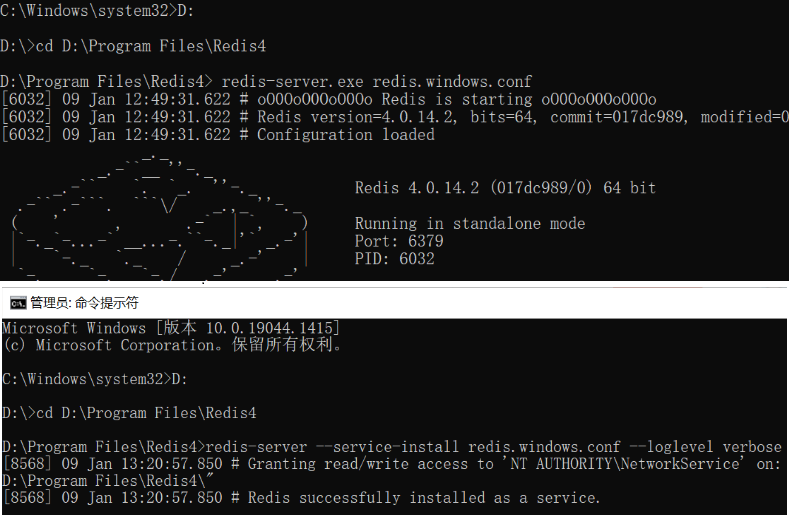 C:\Windows\system32>D:
D:\>cd D:\Program Files\Redis4
D:\Program Files\Redis4> redis-server.exe redis.windows.conf
[6032] 09 Jan 12:49:31.622 # oO0OoO0OoO0Oo Redis is starting oO0OoO0OoO0Oo
[6032] 09 Jan 12:49:31.622 # Redis version=4.0.14.2, bits=64, commit=017dc989, modified=0
[6032] 09 Jan 12:49:31.622 # Configuration loaded
Redis 4.0.14.2 (017dc989/0) 64 bit
Running in standalone mode
Port: 6379
PID: 6032
管理员: 命令提示符
Microsoft Windows [版本 10.0.19044.1415]
(c) Microsoft Corporation。保留所有权利。
C:\Windows\system32>D:
D:\>cd D:\Program Files\Redis4
D:\Program Files\Redis4>redis-server --service-install redis.windows.conf --loglevel verbose
[8568] 09 Jan 13:20:57.850 # Granting read/write access to 'NT AUTHORITY\NetworkService' on:
D:\Program Files\Redis4\"
[8568] 09 Jan 13:20:57.850 # Redis successfully installed as a service.